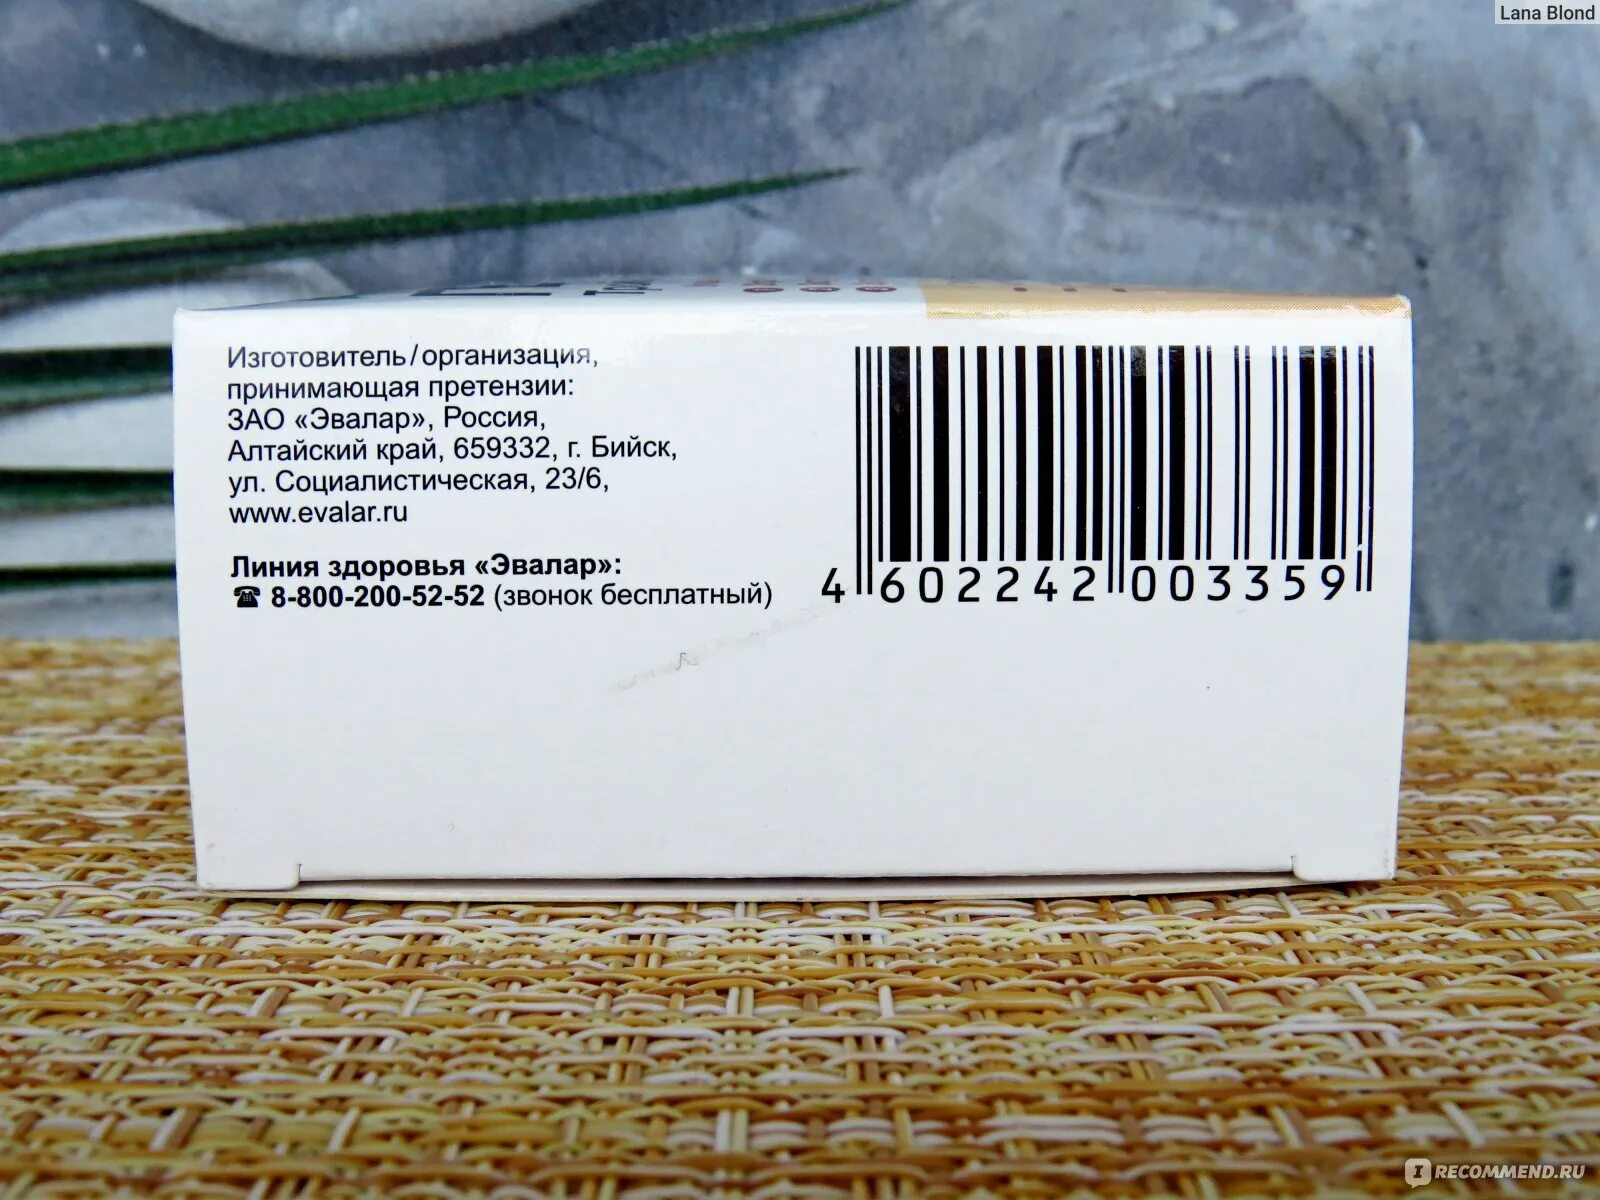 Lana Blond
Изготовитель/организация,
принимающая претензии:
ЗАО «Эвалар», Россия,
Алтайский край, 659332, г. Бийск,
ул. Социалистическая, 23/6,
www.evalar.ru
Линия здоровья «Эвалар»:
☎ 8-800-200-52-52 (звонок бесплатный)
4 602242 003359
IRECOMMEND.RU